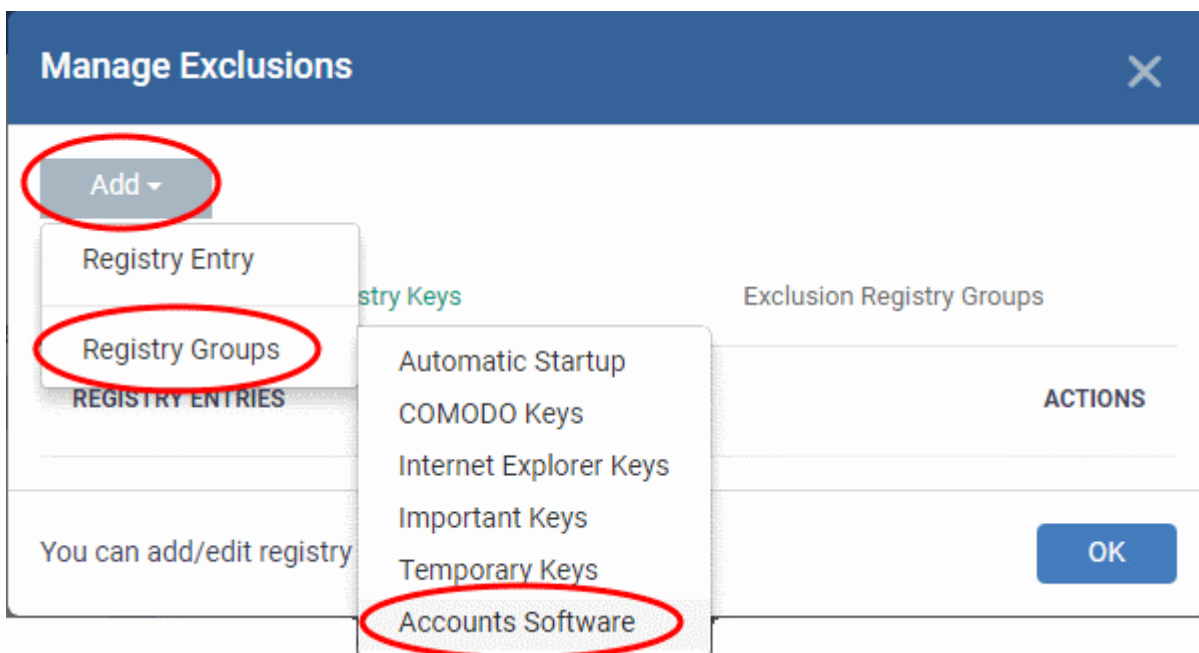 Manage Exclusions
Add
Registry Entry
stry Keys
Exclusion Registry Groups
Registry Groups
Automatic Startup
REGISTRY ENTRIES
ACTIONS
COMODO Keys
Internet Explorer Keys
Important Keys
You can add/edit registry
OK
Temporary Keys
Accounts Software